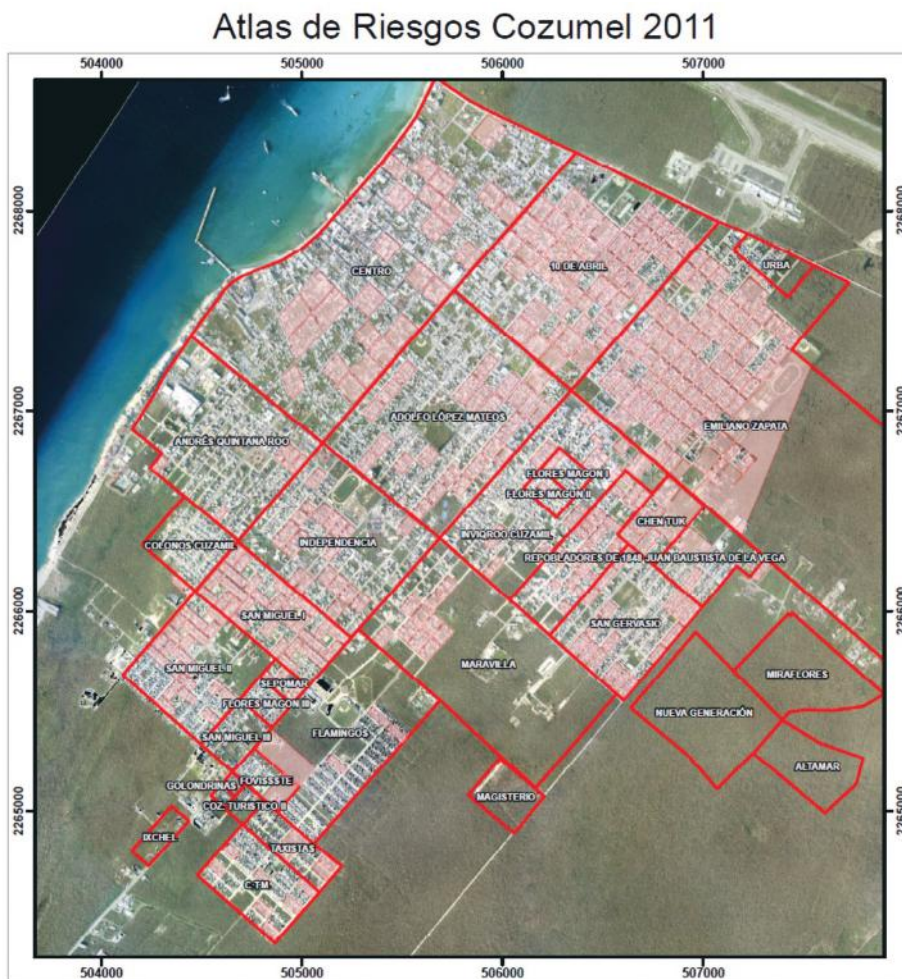 Atlas de Riesgos Cozumel 2011
504000
505000
506000
507000
2268000
2268000
URBA
CENTRO
10 DE ABRIL
2267000
2267000
ADOLFO LÓPEZ MATEOS
EMILIANO ZAPATA
ANDRÉS QUINTANA ROO
FLORES MAGON I
FLORES MAGON II
CHEN TUK
INVIQROO CUZAMIL
INDEPENDENCIA
COLONOS CUZAMIL
REPOBLADORES DE 1848
JUAN BAUSTISTA DE LA VEGA
2266000
2266000
SAN MIGUEL I
SAN GERVASIO
MARAVILLA
SAN MIGUEL II
MIRAFLORES
SEPOMAR
FLORES MAGON III
NUEVA GENERACIÓN
FLAMINGOS
SAN MIGUEL III
ALTAMAR
FOVISSSTE
GOLONDRINAS
MAGISTERIO
COZ. TURISTICO II
2265000
2265000
IXCHEL
TAXISTAS
C.T.M.
504000
505000
506000
507000